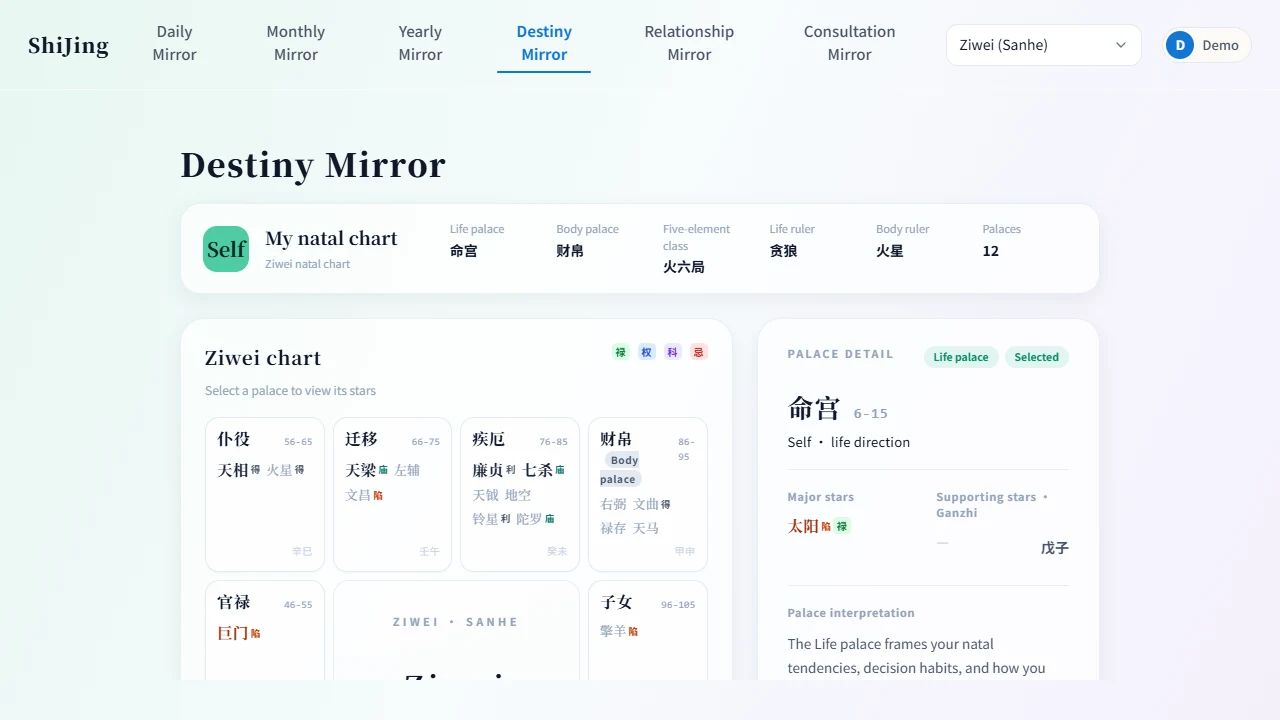 ShiJing
Daily
Mirror
Monthly
Mirror
Yearly
Mirror
Destiny
Mirror
Relationship
Mirror
Consultation
Mirror
Ziwei (Sanhe)
D Demo
Destiny Mirror
Self
My natal chart
Ziwei natal chart
Life palace
命宫
Body palace
财帛
Five-element
class
火六局
Life ruler
贪狼
Body ruler
火星
Palaces
12
Ziwei chart
禄 权 科 忌
Select a palace to view its stars
仆役 56-65
天相得 火星得
辛巳
迁移 66-75
天梁庙 左辅
文昌陷
壬午
疾厄 76-85
廉贞利 七杀庙
天钺 地空
铃星利 陀罗庙
癸未
财帛 86-
95
Body
palace
右弼 文曲得
禄存 天马
甲申
官禄 46-55
巨门陷
ZIWEI · SANHE
子女 96-105
擎羊陷
PALACE DETAIL
Life palace
Selected
命宫 6-15
Self · life direction
Major stars
太阳陷 禄
Supporting stars ·
Ganzhi
—
戊子
Palace interpretation
The Life palace frames your natal
tendencies, decision habits, and how you